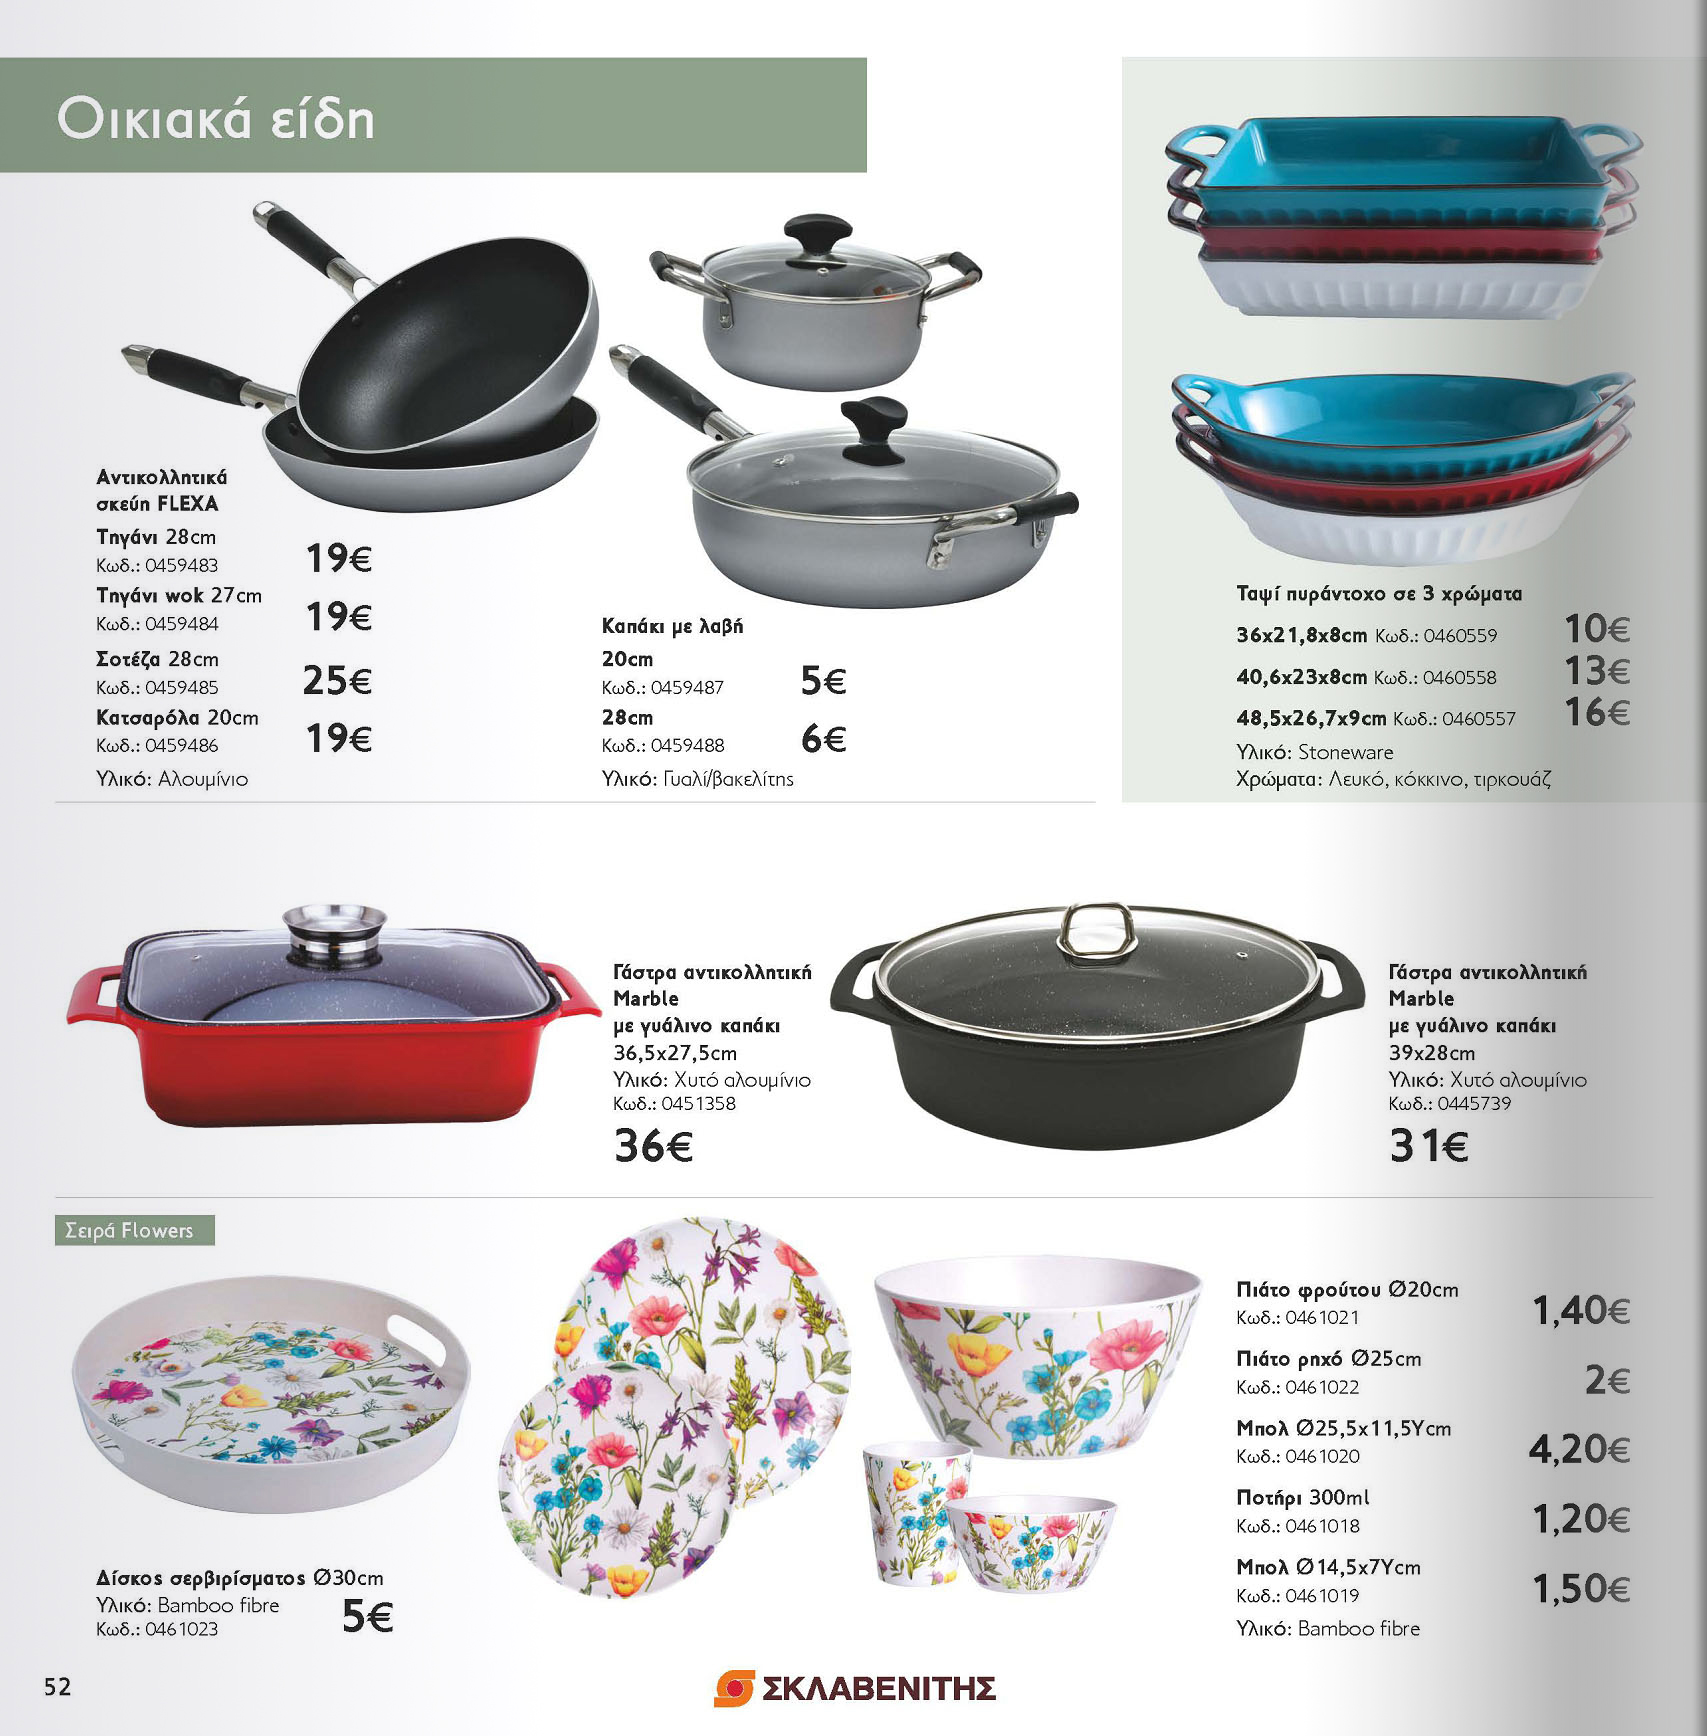 Οικιακά είδη
Αντικολλητικά
σκεύη FLEXA
Τηγάνι 28cm
Κωδ.: 0459483
19€
Τηγάνι wok 27cm
Κωδ.: 0459484
19€
Σοτέζα 28cm
Κωδ.: 0459485
25€
Κατσαρόλα 20cm
Κωδ.: 0459486
19€
Υλικό: Αλουμίνιο
Καπάκι με λαβή
20cm
Κωδ.: 0459487
5€
28cm
Κωδ.: 0459488
6€
Υλικό: Γυαλί/βακελίτης
Ταψί πυράντοχο σε 3 χρώματα
36x21,8x8cm Κωδ.: 0460559 10€
40,6x23x8cm Κωδ.: 0460558 13€
48,5x26,7x9cm Κωδ.: 0460557 16€
Υλικό: Stoneware
Χρώματα: Λευκό, κόκκινο, τιρκουάζ
Γάστρα αντικολλητική
Marble
με γυάλινο καπάκι
36,5x27,5cm
Υλικό: Χυτό αλουμίνιο
Κωδ.: 0451358
36€
Γάστρα αντικολλητική
Marble
με γυάλινο καπάκι
39x28cm
Υλικό: Χυτό αλουμίνιο
Κωδ.: 0445739
31€
Σειρά Flowers
Δίσκος σερβιρίσματος Ø30cm
Υλικό: Bamboo fibre
Κωδ.: 0461023
5€
Πιάτο φρούτου Ø20cm
Κωδ.: 0461021
1,40€
Πιάτο ρηχό Ø25cm
Κωδ.: 0461022
2€
Μπολ Ø25,5x11,5Υcm
Κωδ.: 0461020
4,20€
Ποτήρι 300ml
Κωδ.: 0461018
1,20€
Μπολ Ø14,5x7Υcm
Κωδ.: 0461019
1,50€
Υλικό: Bamboo fibre
52
ΣΚΛΑΒΕΝΙΤΗΣ